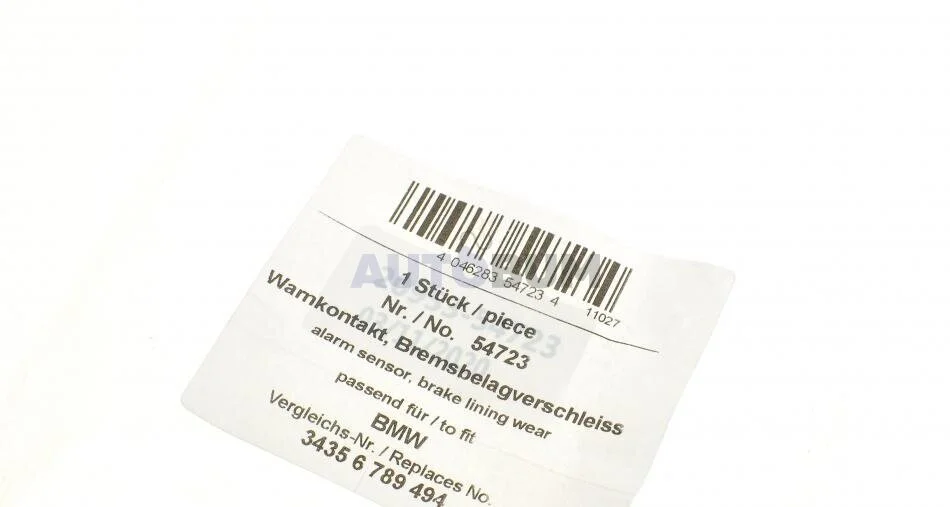 4 046283 54723 4
11027
1 Stück / piece
Nr. / No. 54723
Warnkontakt, Bremsbelagverschleiss
alarm sensor, brake lining wear
passend für / to fit
BMW
Vergleichs-Nr. / Replaces No.
3435 6 789 494